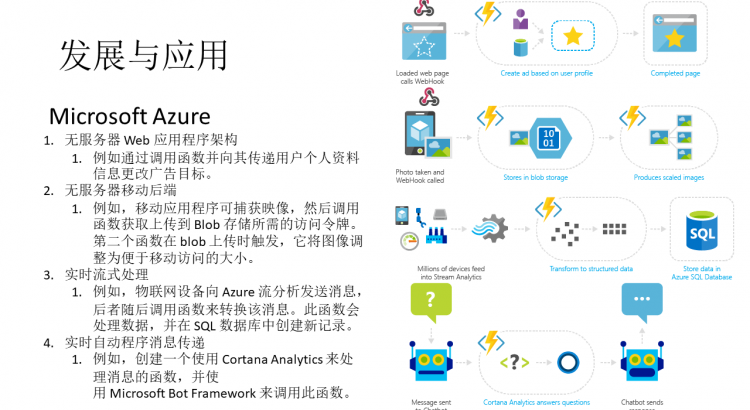 发展与应用
Microsoft Azure
1. 无服务器 Web 应用程序架构
1. 例如通过调用函数并向其传递用户个人资料
信息更改广告目标。
2. 无服务器移动后端
1. 例如，移动应用程序可捕获映像，然后调用
函数获取上传到 Blob 存储所需的访问令牌。
第二个函数在 blob 上传时触发，它将图像调
整为便于移动访问的大小。
3. 实时流式处理
1. 例如，物联网设备向 Azure 流分析发送消息，
后者随后调用函数来转换该消息。此函数会
处理数据，并在 SQL 数据库中创建新记录。
4. 实时自动程序消息传递
1. 例如，创建一个使用 Cortana Analytics 来处
理消息的函数，并使
用 Microsoft Bot Framework 来调用此函数。
Loaded web page
calls WebHook
Create ad based on user profile
Completed page
10
01
Photo taken and
WebHook called
Stores in blob storage
Produces scaled images
SQL
Millions of devices feed
into Stream Analytics
Transform to structured data
Store data in
Azure SQL Database
?
...
<?>
Message sent
to Chatbot
Cortana Analytics answers questions
Chatbot sends